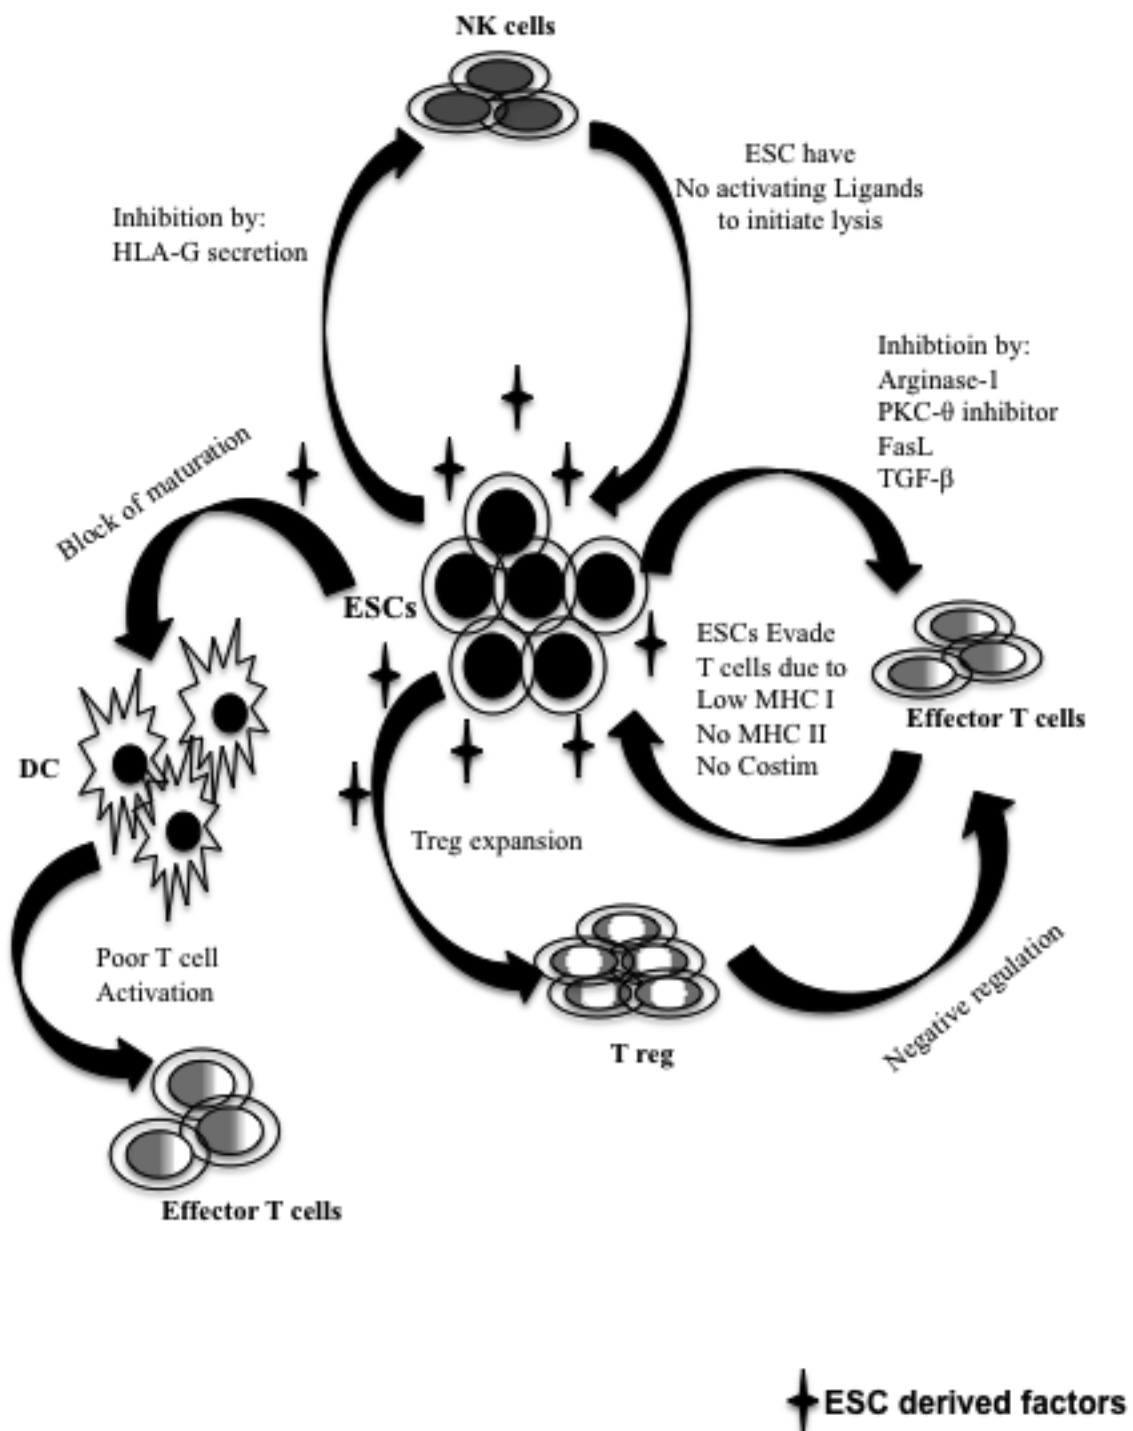 NK cells
ESC have
No activating Ligands
to initiate lysis
Inhibition by:
HLA-G secretion
Inhibtioin by:
Arginase-1
PKC-θ inhibitor
FasL
TGF-β
Block of maturation
ESCs
ESCs Evade
T cells due to
Low MHC I
No MHC II
No Costim
Effector T cells
DC
Treg expansion
Poor T cell
Activation
Negative regulation
T reg
Effector T cells
ESC derived factors